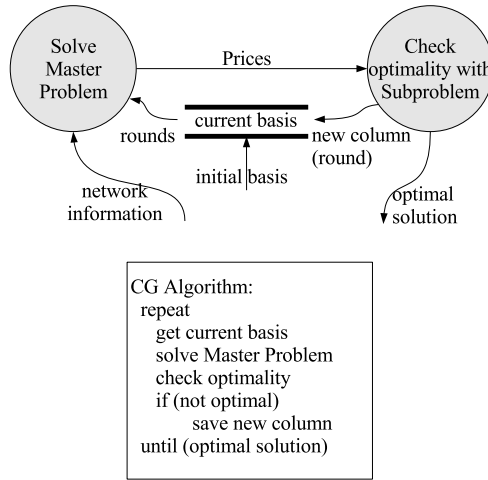 Solve
Master
Problem
Prices
Check
optimality with
Subproblem
current basis
rounds
new column
(round)
initial basis
network
information
optimal
solution
CG Algorithm:
repeat
get current basis
solve Master Problem
check optimality
if (not optimal)
save new column
until (optimal solution)